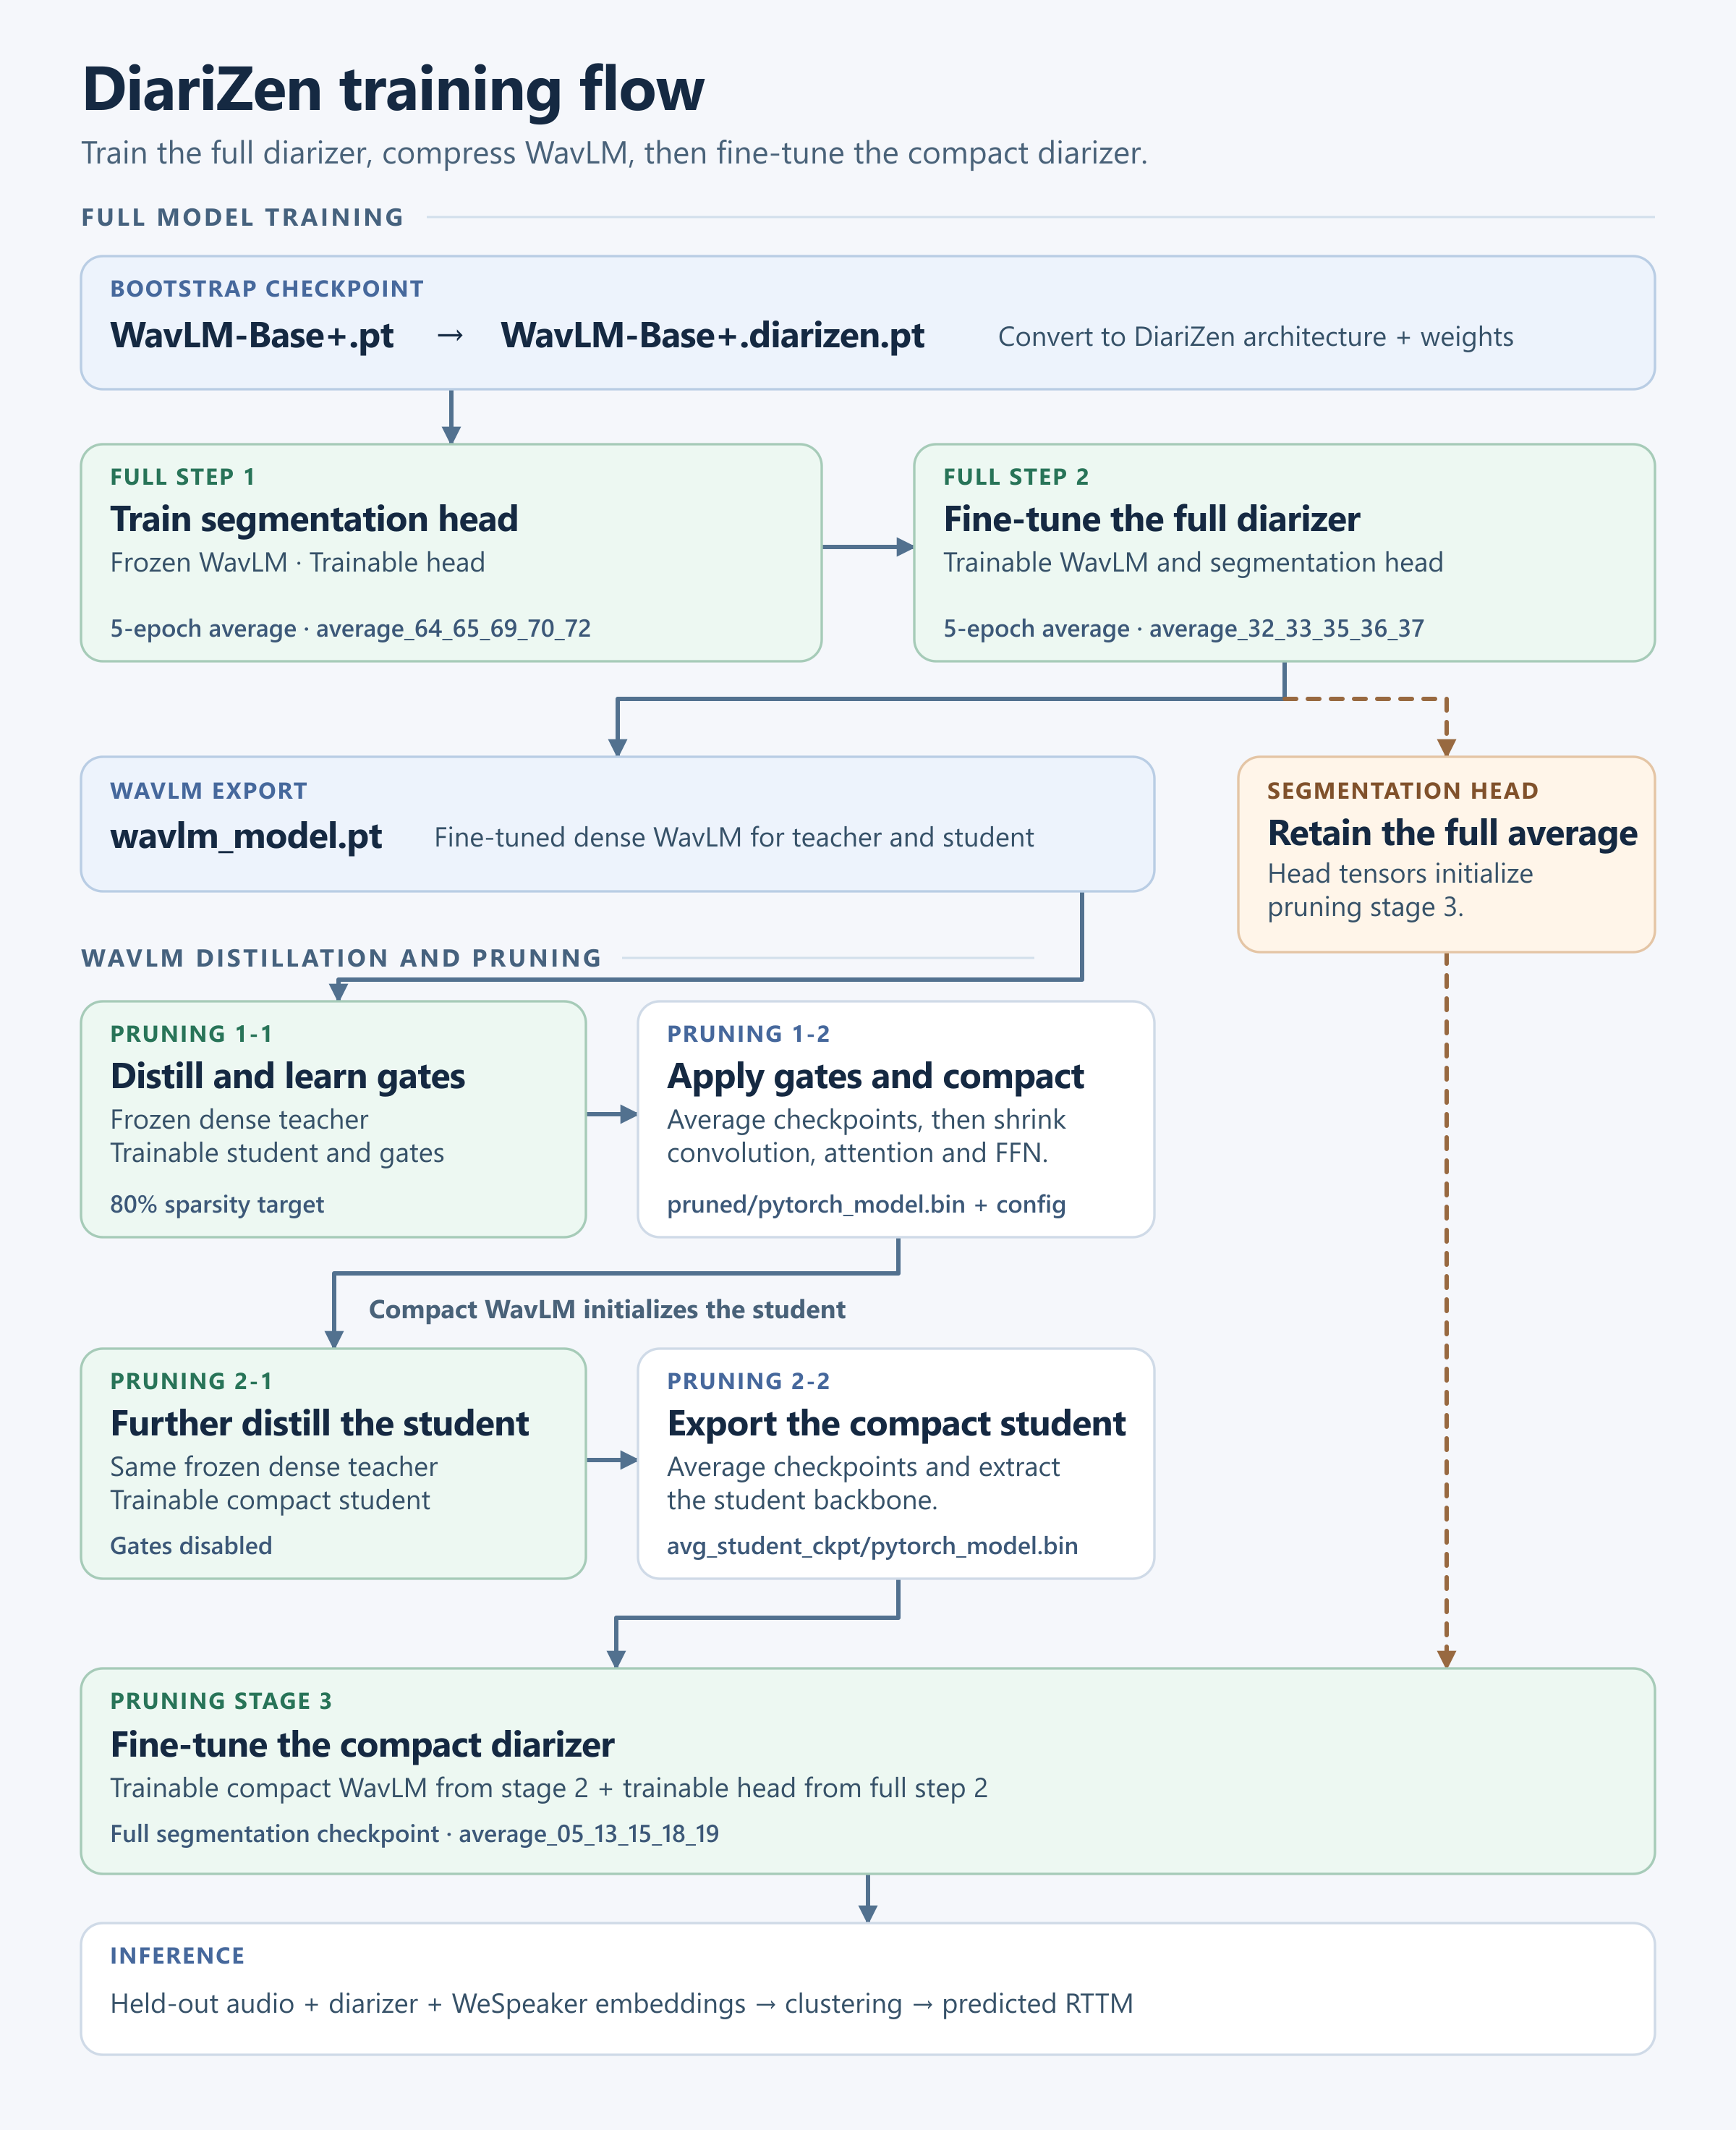 DiariZen training flow
Train the full diarizer, compress WavLM, then fine-tune the compact diarizer.
FULL MODEL TRAINING
BOOTSTRAP CHECKPOINT
WavLM-Base+.pt → WavLM-Base+.diarizen.pt Convert to DiariZen architecture + weights
FULL STEP 1
Train segmentation head
Frozen WavLM · Trainable head
5-epoch average · average_64_65_69_70_72
FULL STEP 2
Fine-tune the full diarizer
Trainable WavLM and segmentation head
5-epoch average · average_32_33_35_36_37
WAVLM EXPORT
wavlm_model.pt Fine-tuned dense WavLM for teacher and student
SEGMENTATION HEAD
Retain the full average
Head tensors initialize
pruning stage 3.
WAVLM DISTILLATION AND PRUNING
PRUNING 1-1
Distill and learn gates
Frozen dense teacher
Trainable student and gates
80% sparsity target
PRUNING 1-2
Apply gates and compact
Average checkpoints, then shrink
convolution, attention and FFN.
pruned/pytorch_model.bin + config
Compact WavLM initializes the student
PRUNING 2-1
Further distill the student
Same frozen dense teacher
Trainable compact student
Gates disabled
PRUNING 2-2
Export the compact student
Average checkpoints and extract
the student backbone.
avg_student_ckpt/pytorch_model.bin
PRUNING STAGE 3
Fine-tune the compact diarizer
Trainable compact WavLM from stage 2 + trainable head from full step 2
Full segmentation checkpoint · average_05_13_15_18_19
INFERENCE
Held-out audio + diarizer + WeSpeaker embeddings → clustering → predicted RTTM